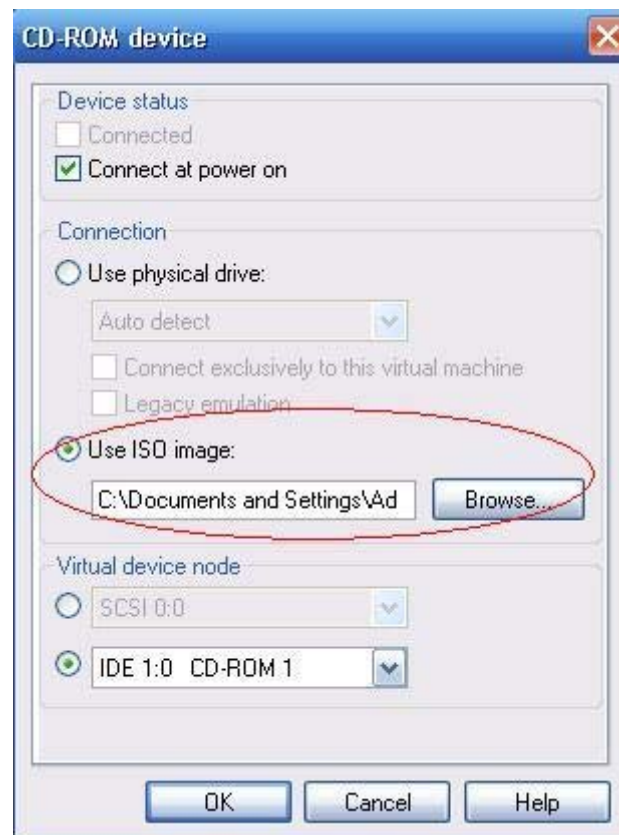 CD-ROM device
Device status
Connected
Connect at power on
Connection
Use physical drive:
Auto detect
Connect exclusively to this virtual machine
Legacy emulation
Use ISO image:
C:\Documents and Settings\Ad Browse...
Virtual device node
SCSI 0:0
IDE 1:0 CD-ROM 1
OK Cancel Help